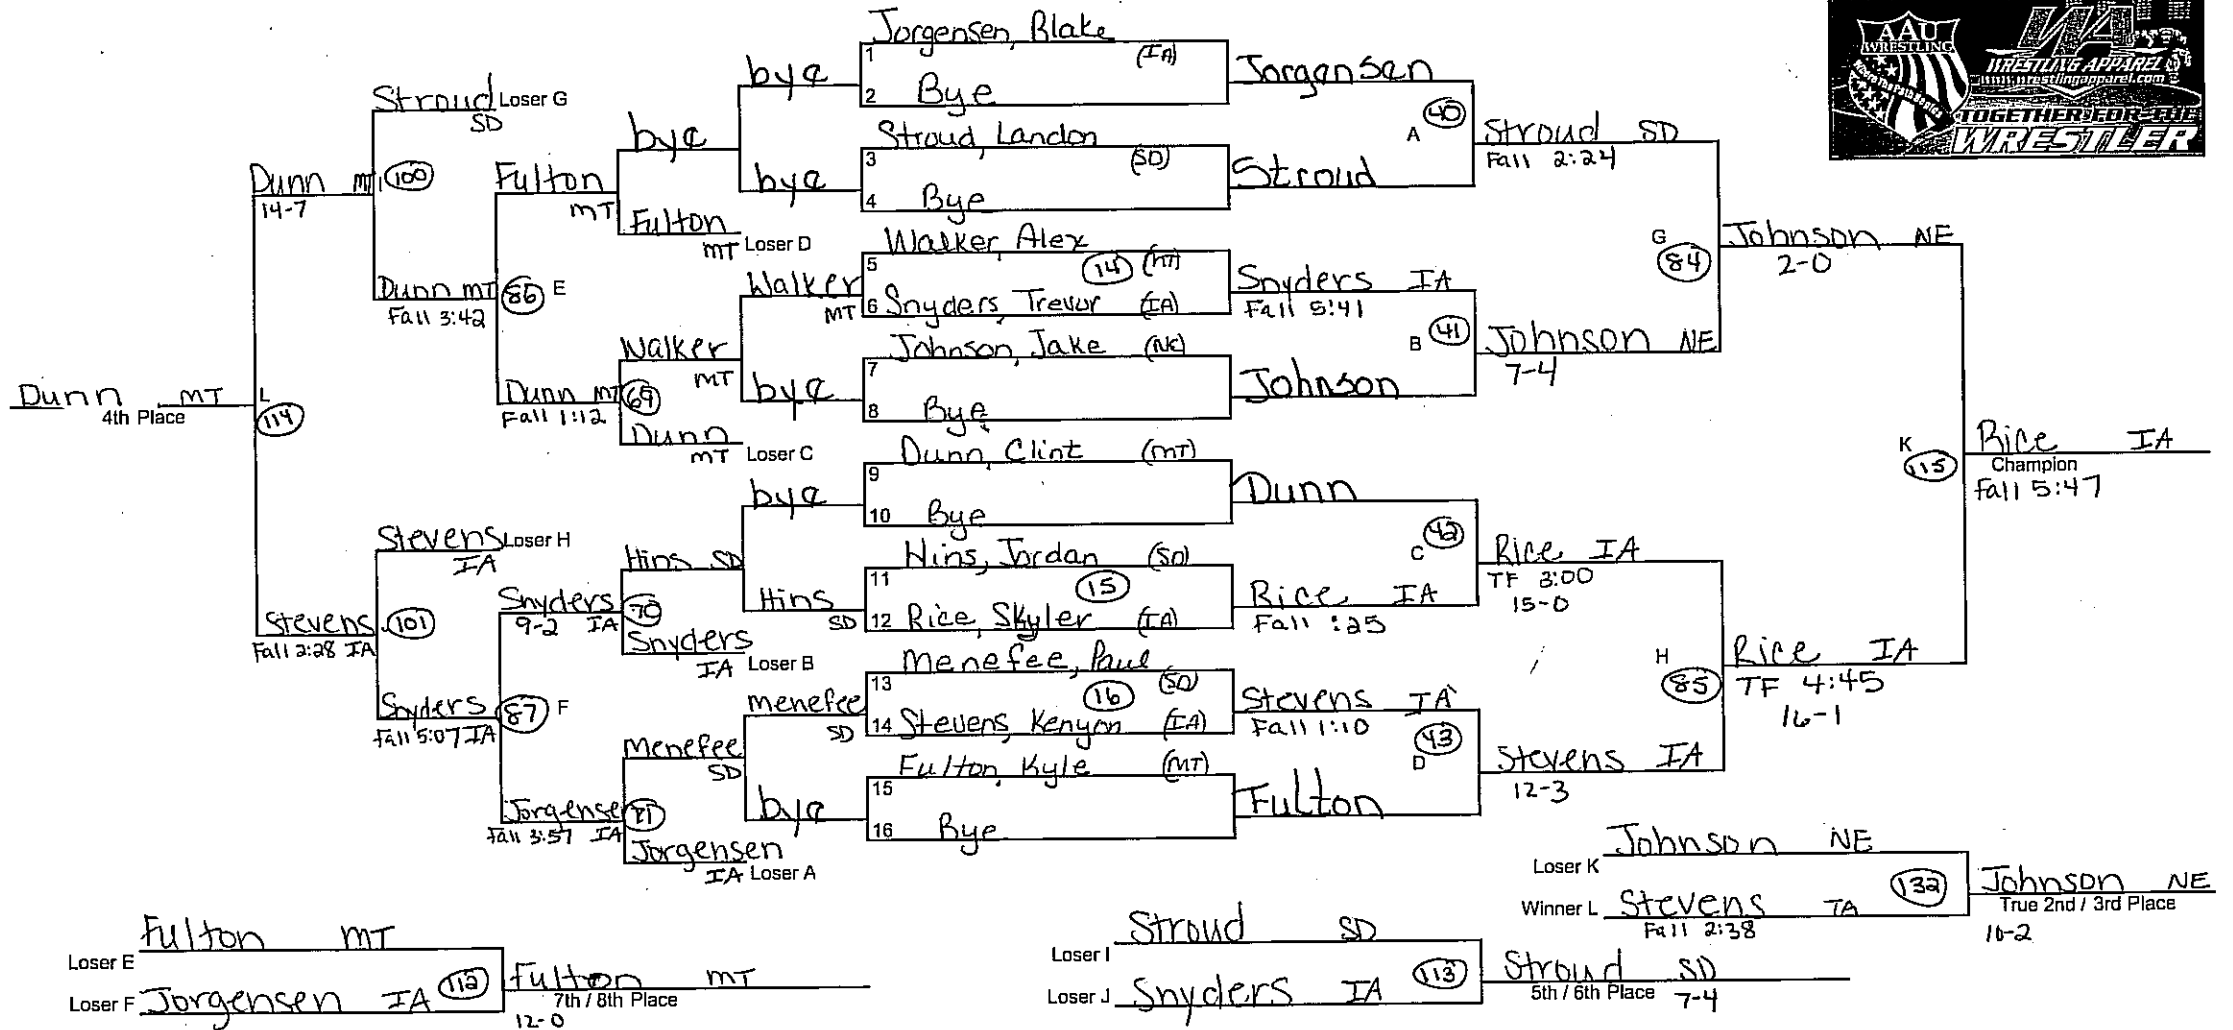 AAU
WRESTLING
WA
WRESTLING APPAREL
www.wrestlingapparel.com
TOGETHER FOR THE
WRESTLER
Jorgensen, Blake
1 (IA)
2 Bye
Stroud, Landon
3 (SD)
4 Bye
Walker, Alex
5 14 (MT)
6 Snyders, Trevor (IA)
Johnson, Jake (NE)
7
8 Bye
Dunn, Clint (MT)
9
10 Bye
Hins, Jordan (SD)
11 15
12 Rice, Skyler (IA)
Menefee, Paul
13 16 (SD)
14 Stevens, Kenyon (IA)
Fulton, Kyle (MT)
15
16 Bye
Jorgensen
Stroud
Snyders IA
Fall 5:41
Johnson
Dunn
Rice IA
Fall :25
Stevens IA
Fall 1:10
Fulton
A 40
Stroud SD
Fall 2:24
B 41
Johnson NE
7-4
C 42
Rice IA
TF 3:00
15-0
D 43
Stevens IA
12-3
G 84
Johnson NE
2-0
H 85
Rice IA
TF 4:45
16-1
K 115
Rice IA
Champion
Fall 5:47
bye
bye
Walker
MT
bye
bye
Hins
SD
menefee
SD
bye
bye
Fulton
MT Loser D
Walker
MT
69
Dunn
MT Loser C
Hins SD
70
Snyders
IA Loser B
Menefee
SD
71
Jorgensen
IA Loser A
Fulton
MT
86 E
Dunn MT
Fall 1:12
Snyders
9-2 IA
87 F
Jorgensen
Fall 3:57 IA
Stroud Loser G
SD
100
Dunn MT
Fall 3:42
Stevens Loser H
IA
101
Snyders
Fall 5:07 IA
Dunn MT
14-7
L
114
Stevens
Fall 2:28 IA
Dunn MT
4th Place
Fulton MT
Loser E
112
Loser F Jorgensen IA
Fulton MT
7th / 8th Place
12-0
Stroud SD
Loser I
113
Loser J Snyders IA
Stroud SD
5th / 6th Place
7-4
Johnson NE
Loser K
132
Winner L Stevens IA
Fall 2:38
Johnson NE
True 2nd / 3rd Place
10-2